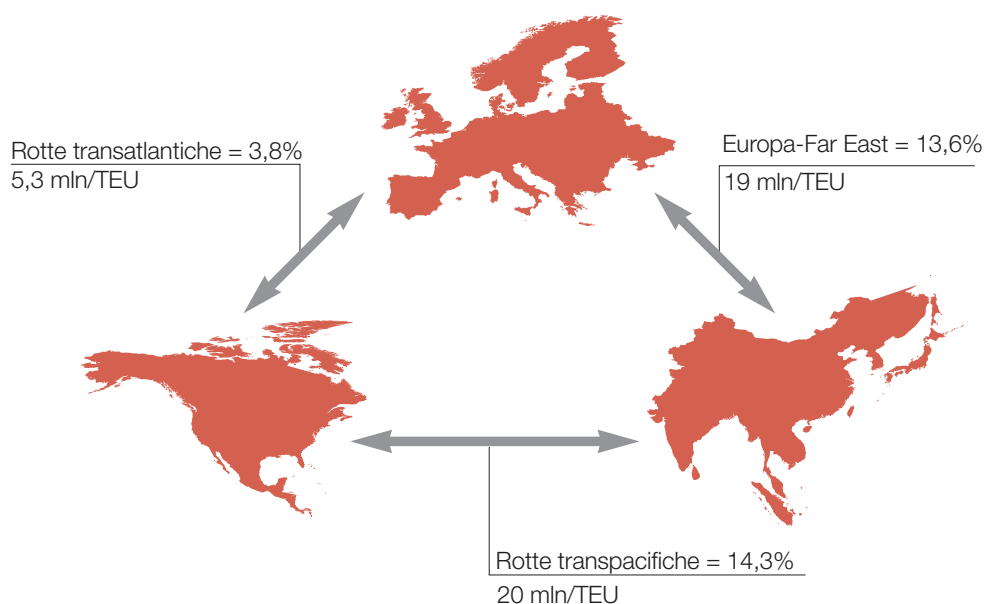 Rotte transatlantiche = 3,8%
5,3 mln/TEU
Europa-Far East = 13,6%
19 mln/TEU
Rotte transpacifiche = 14,3%
20 mln/TEU